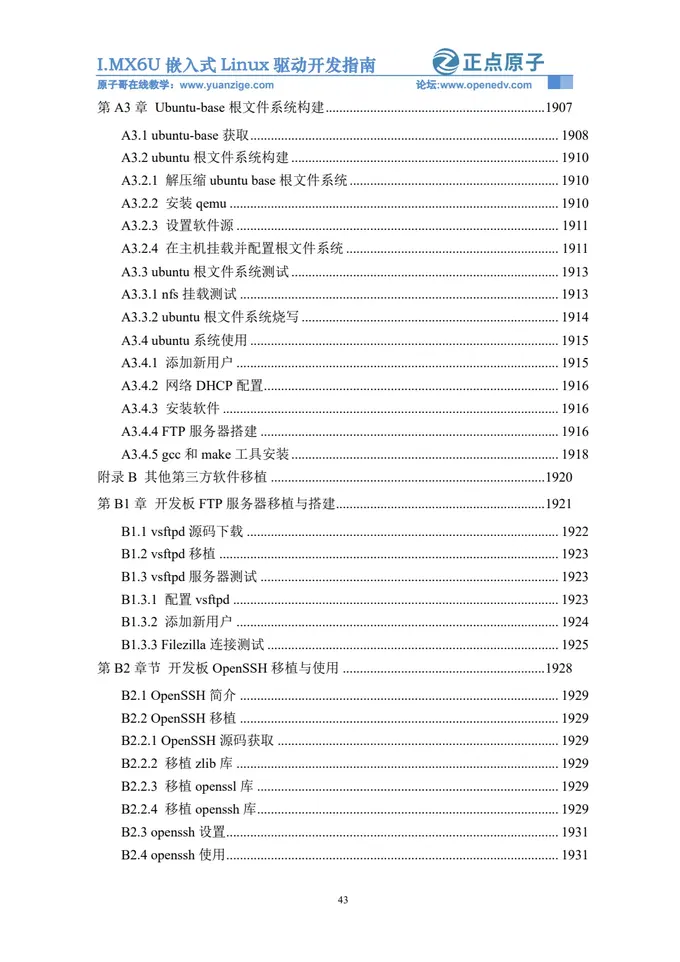 I.MX6U 嵌入式 Linux 驱动开发指南
正点原子
原子哥在线教学：www.yuanzige.com 论坛:www.openedv.com
第 A3 章 Ubuntu-base 根文件系统构建................................................................1907
A3.1 ubuntu-base 获取.......................................................................................... 1908
A3.2 ubuntu 根文件系统构建.............................................................................. 1910
A3.2.1 解压缩 ubuntu base 根文件系统............................................................. 1910
A3.2.2 安装 qemu ................................................................................................ 1910
A3.2.3 设置软件源 .............................................................................................. 1911
A3.2.4 在主机挂载并配置根文件系统 .............................................................. 1911
A3.3 ubuntu 根文件系统测试.............................................................................. 1913
A3.3.1 nfs 挂载测试 ............................................................................................. 1913
A3.3.2 ubuntu 根文件系统烧写........................................................................... 1914
A3.4 ubuntu 系统使用.......................................................................................... 1915
A3.4.1 添加新用户 .............................................................................................. 1915
A3.4.2 网络 DHCP 配置...................................................................................... 1916
A3.4.3 安装软件 .................................................................................................. 1916
A3.4.4 FTP 服务器搭建 ....................................................................................... 1916
A3.4.5 gcc 和 make 工具安装.............................................................................. 1918
附录 B 其他第三方软件移植 ................................................................................1920
第 B1 章 开发板 FTP 服务器移植与搭建.............................................................1921
B1.1 vsftpd 源码下载 ........................................................................................... 1922
B1.2 vsftpd 移植 ................................................................................................... 1923
B1.3 vsftpd 服务器测试 ....................................................................................... 1923
B1.3.1 配置 vsftpd ............................................................................................... 1923
B1.3.2 添加新用户 .............................................................................................. 1924
B1.3.3 Filezilla 连接测试 ..................................................................................... 1925
第 B2 章节 开发板 OpenSSH 移植与使用 ...........................................................1928
B2.1 OpenSSH 简介 ............................................................................................. 1929
B2.2 OpenSSH 移植 ............................................................................................. 1929
B2.2.1 OpenSSH 源码获取 .................................................................................. 1929
B2.2.2 移植 zlib 库 .............................................................................................. 1929
B2.2.3 移植 openssl 库 ........................................................................................ 1929
B2.2.4 移植 openssh 库........................................................................................ 1929
B2.3 openssh 设置................................................................................................. 1931
B2.4 openssh 使用................................................................................................. 1931
43